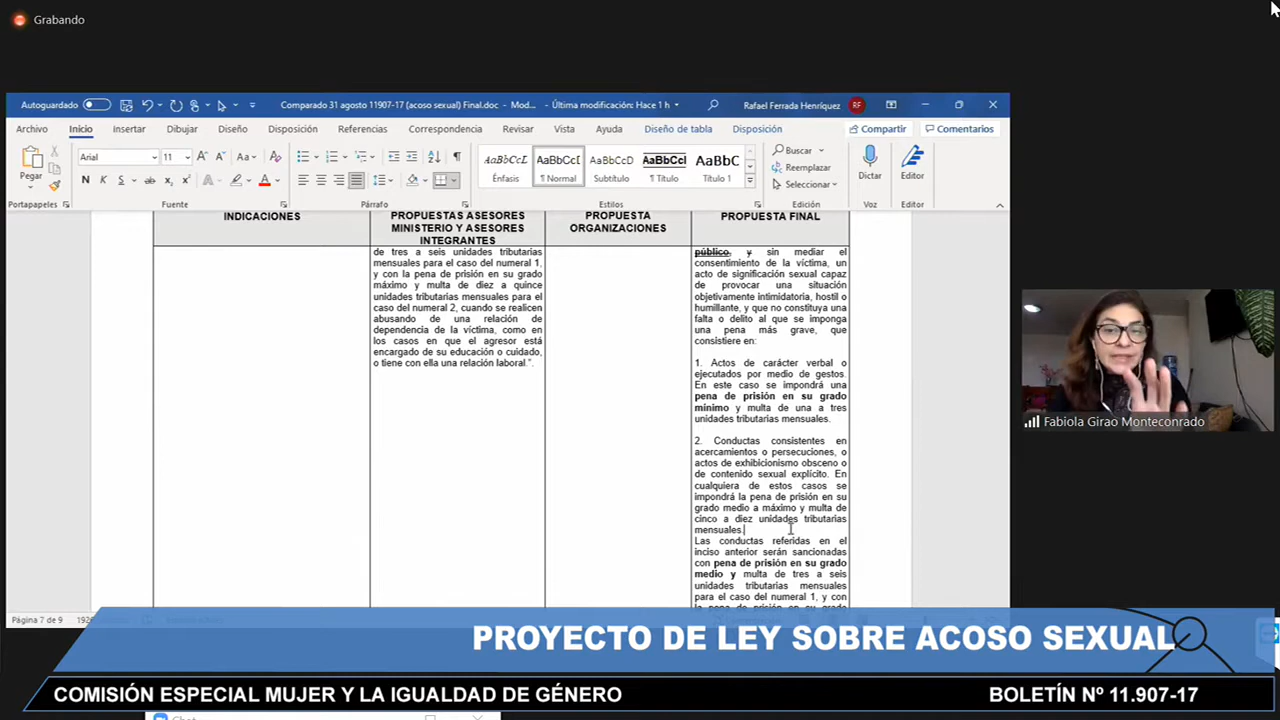 Grabando
Autoguardado
Comparado 31 agosto 11907-17 (acoso sexual) Final.doc - Mod... - Última modificación: Hace 1 h
Rafael Ferrada Henríquez
RF
Archivo Inicio Insertar Dibujar Diseño Disposición Referencias Correspondencia Revisar Vista Ayuda Diseño de tabla Disposición
Compartir
Comentarios
Pegar
Arial
11
N K S
AaBbCcL
Énfasis
AaBbCcI
¶ Normal
AaBbCcD
Subtítulo
AaBbCcI
¶ Título
AaBbC
Título 1
Buscar
Reemplazar
Seleccionar
Dictar
Editor
Portapapeles
Fuente
Párrafo
Estilos
Edición
Voz
Editor
INDICACIONES
PROPUESTAS ASESORES
MINISTERIO Y ASESORES
INTEGRANTES
PROPUESTA
ORGANIZACIONES
PROPUESTA FINAL
de tres a seis unidades tributarias
mensuales para el caso del numeral 1,
y con la pena de prisión en su grado
máximo y multa de diez a quince
unidades tributarias mensuales para el
caso del numeral 2, cuando se realicen
abusando de una relación de
dependencia de la víctima, como en
los casos en que el agresor está
encargado de su educación o cuidado,
o tiene con ella una relación laboral.”.
público, y sin mediar el
consentimiento de la víctima, un
acto de significación sexual capaz
de provocar una situación
objetivamente intimidatoria, hostil o
humillante, y que no constituya una
falta o delito al que se imponga
una pena más grave, que
consistiere en:
1. Actos de carácter verbal o
ejecutados por medio de gestos.
En este caso se impondrá una
pena de prisión en su grado
mínimo y multa de una a tres
unidades tributarias mensuales.
2. Conductas consistentes en
acercamientos o persecuciones, o
actos de exhibicionismo obsceno o
de contenido sexual explícito. En
cualquiera de estos casos se
impondrá la pena de prisión en su
grado medio a máximo y multa de
cinco a diez unidades tributarias
mensuales.
Las conductas referidas en el
inciso anterior serán sancionadas
con pena de prisión en su grado
medio y multa de tres a seis
unidades tributarias mensuales
para el caso del numeral 1, y con
Fabiola Girao Monteconrado
Página 7 de 9
PROYECTO DE LEY SOBRE ACOSO SEXUAL
COMISIÓN ESPECIAL MUJER Y LA IGUALDAD DE GÉNERO
BOLETÍN Nº 11.907-17